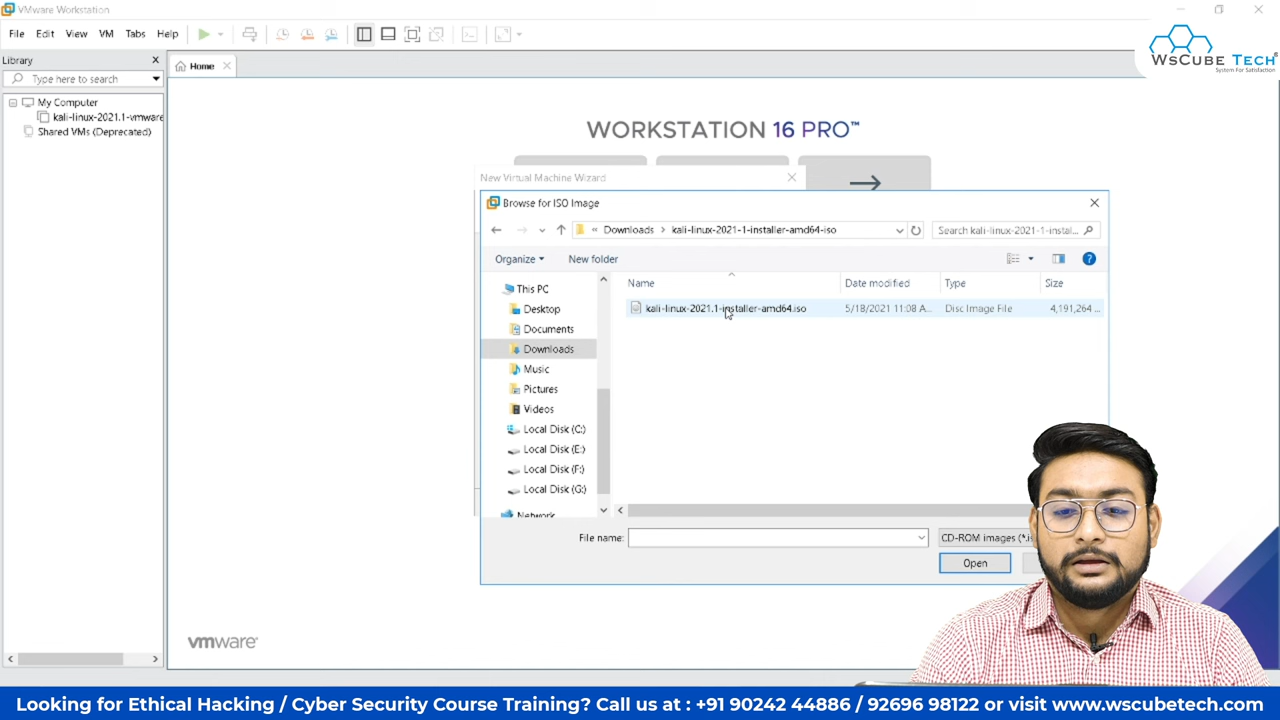 VMware Workstation
File Edit View VM Tabs Help
WsCube Tech
System For Satisfaction
Library
Type here to search
My Computer
kali-linux-2021.1-vmware
Shared VMs (Deprecated)
Home
WORKSTATION 16 PRO™
New Virtual Machine Wizard
Browse for ISO Image
« Downloads > kali-linux-2021-1-installer-amd64-iso
Search kali-linux-2021-1-instal...
Organize
New folder
This PC
Desktop
Documents
Downloads
Music
Pictures
Videos
Local Disk (C:)
Local Disk (E:)
Local Disk (F:)
Local Disk (G:)
Network
Name Date modified Type Size
kali-linux-2021.1-installer-amd64.iso 5/18/2021 11:08 A... Disc Image File 4,191,264 ...
File name:
CD-ROM images (*.is
Open
vmware
Looking for Ethical Hacking / Cyber Security Course Training? Call us at : +91 90242 44886 / 92696 98122 or visit www.wscubetech.com